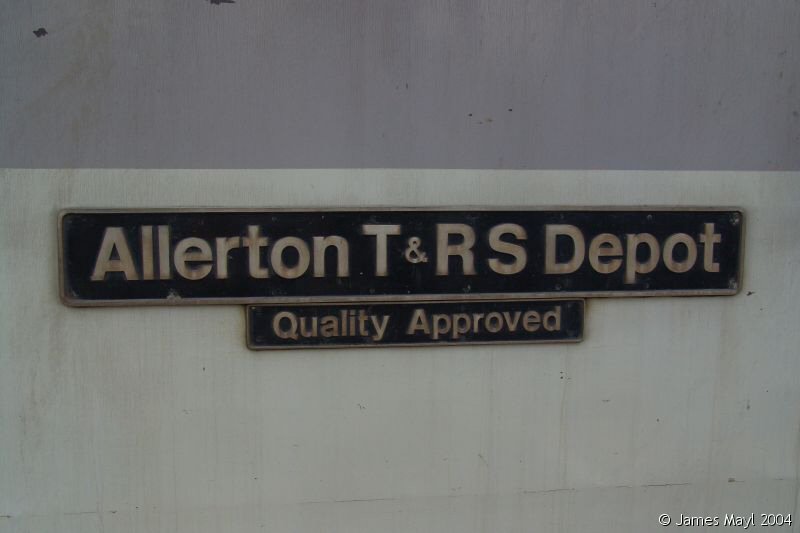 Allerton T&RS Depot
Quality Approved
© James Mayl 2004